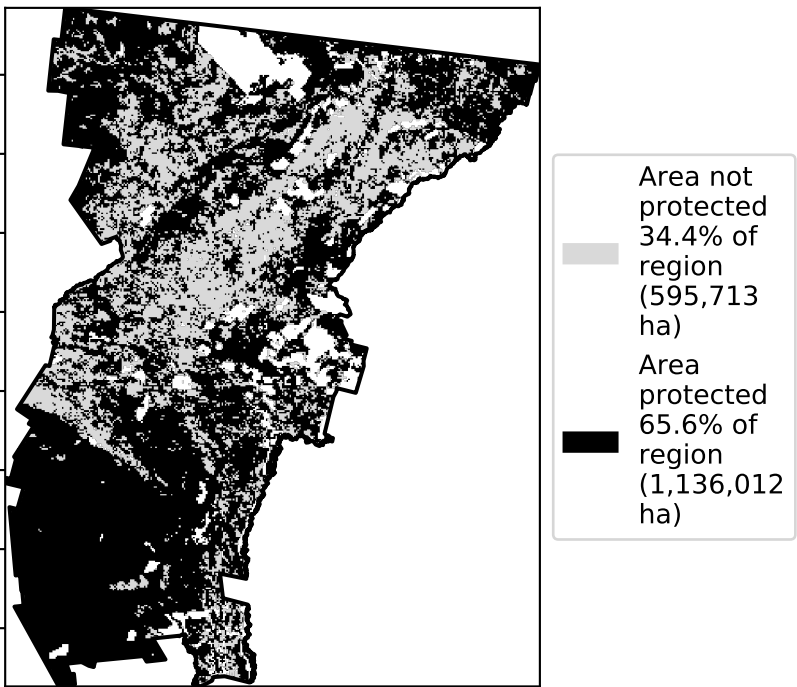 Area not
protected
34.4% of
region
(595,713
ha)
Area
protected
65.6% of
region
(1,136,012
ha)